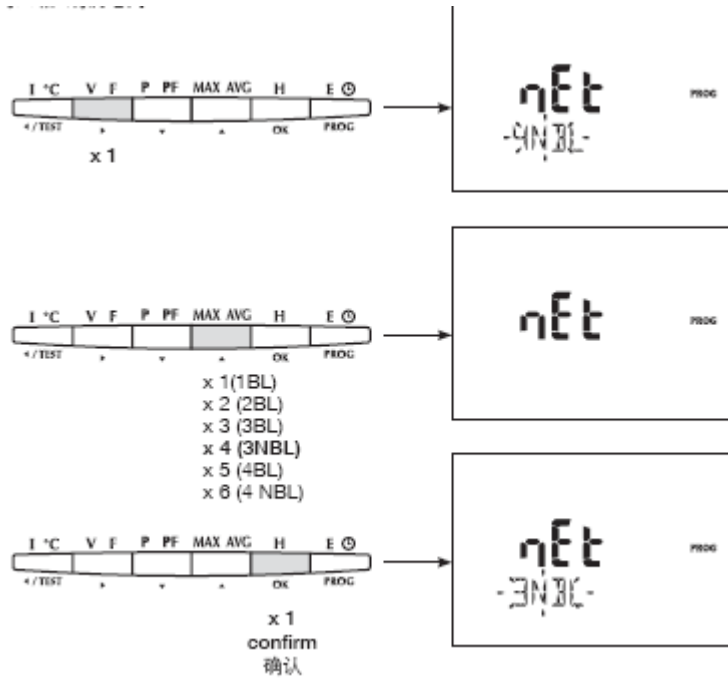 I °C V F P PF MAX AVG H E
◂/TEST ▸ ▾ ▴ OK PROG
x 1
nEt PROG
-4NBL-
I °C V F P PF MAX AVG H E
◂/TEST ▸ ▾ ▴ OK PROG
nEt PROG
x 1(1BL)
x 2 (2BL)
x 3 (3BL)
x 4 (3NBL)
x 5 (4BL)
x 6 (4 NBL)
I °C V F P PF MAX AVG H E
◂/TEST ▸ ▾ ▴ OK PROG
nEt PROG
-3NBL-
x 1
confirm
确认